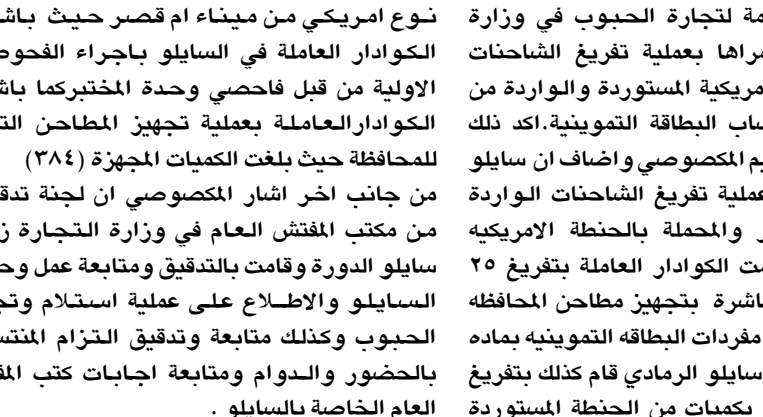 مة لتجارة الحبوب في وزارة
مراها بعملية تفريغ الشاحنات
مريكية المستوردة والواردة من
ساب البطاقة التموينية.اكد ذلك
يم المكصوصي واضاف ان سايلو
عملية تفريغ الشاحنات الواردة
ر والمحملة بالحنطة الامريكيه
مت الكوادار العاملة بتفريغ ٢٥
اشرة بتجهيز مطاحن المحافظه
مفردات البطاقه التموينيه بماده
سايلو الرمادي قام كذلك بتفريغ
بكميات من الحنطة المستوردة
نوع امريكي من ميناء ام قصر حيث باش
الكوادار العاملة في السايلو باجراء الفحوص
الاولية من قبل فاحصي وحدة المختبركما باش
الكوادارالعاملة بعملية تجهيز المطاحن الت
للمحافظة حيث بلغت الكميات المجهزة (٣٨٤)
من جانب اخر اشار المكصوصي ان لجنة تدق
من مكتب المفتش العام في وزارة التجارة ز
سايلو الدورة وقامت بالتدقيق ومتابعة عمل وح
السايلو والاطلاع على عملية استلام وتج
الحبوب وكذلك متابعة وتدقيق التزام المنتس
بالحضور والدوام ومتابعة اجابات كتب المف
العام الخاصة بالسايلو .